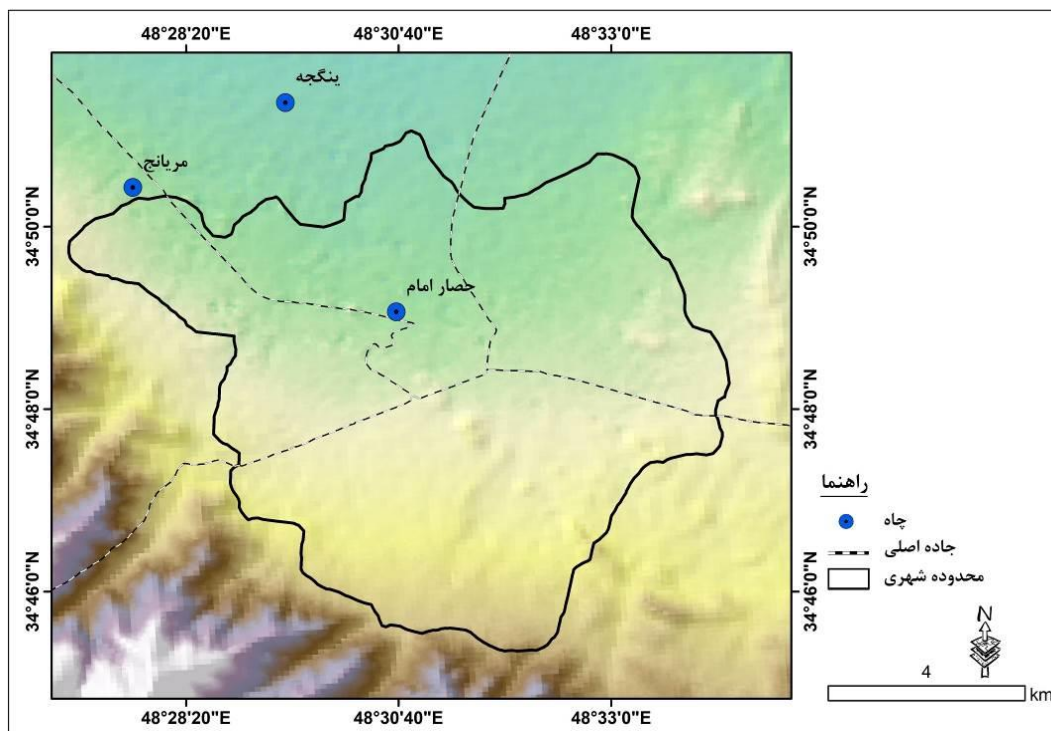 48°28'20"E 48°30'40"E 48°33'0"E
ینگجه
مریانج
34°50'0"N 34°50'0"N
حصار امام
34°48'0"N 34°48'0"N
راهنما
چاه
جاده اصلی
محدوده شهری
34°46'0"N 34°46'0"N
N
4
km
48°28'20"E 48°30'40"E 48°33'0"E